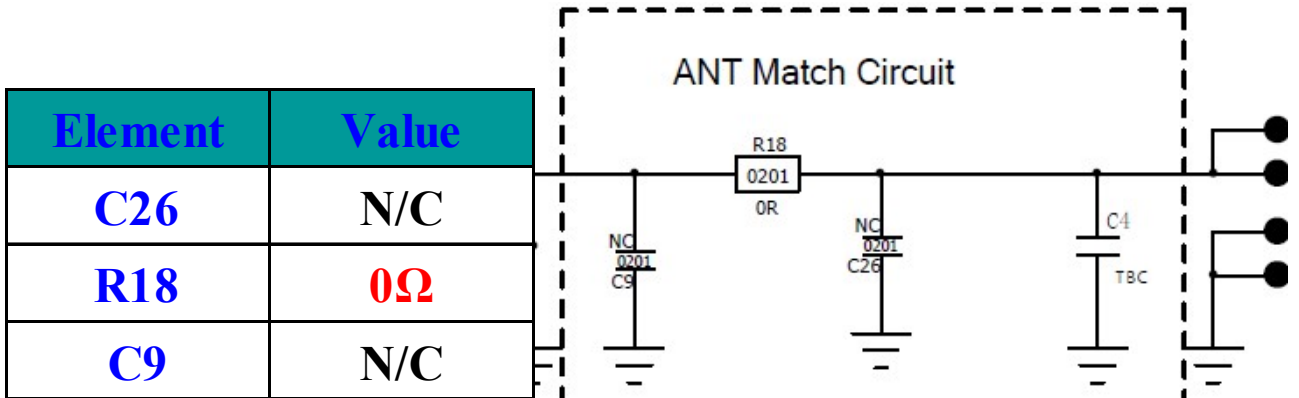 Element Value
C26 N/C
R18 0Ω
C9 N/C
ANT Match Circuit
R18
0201
0R
NC
0201
C9
NC
0201
C26
C4
TBC